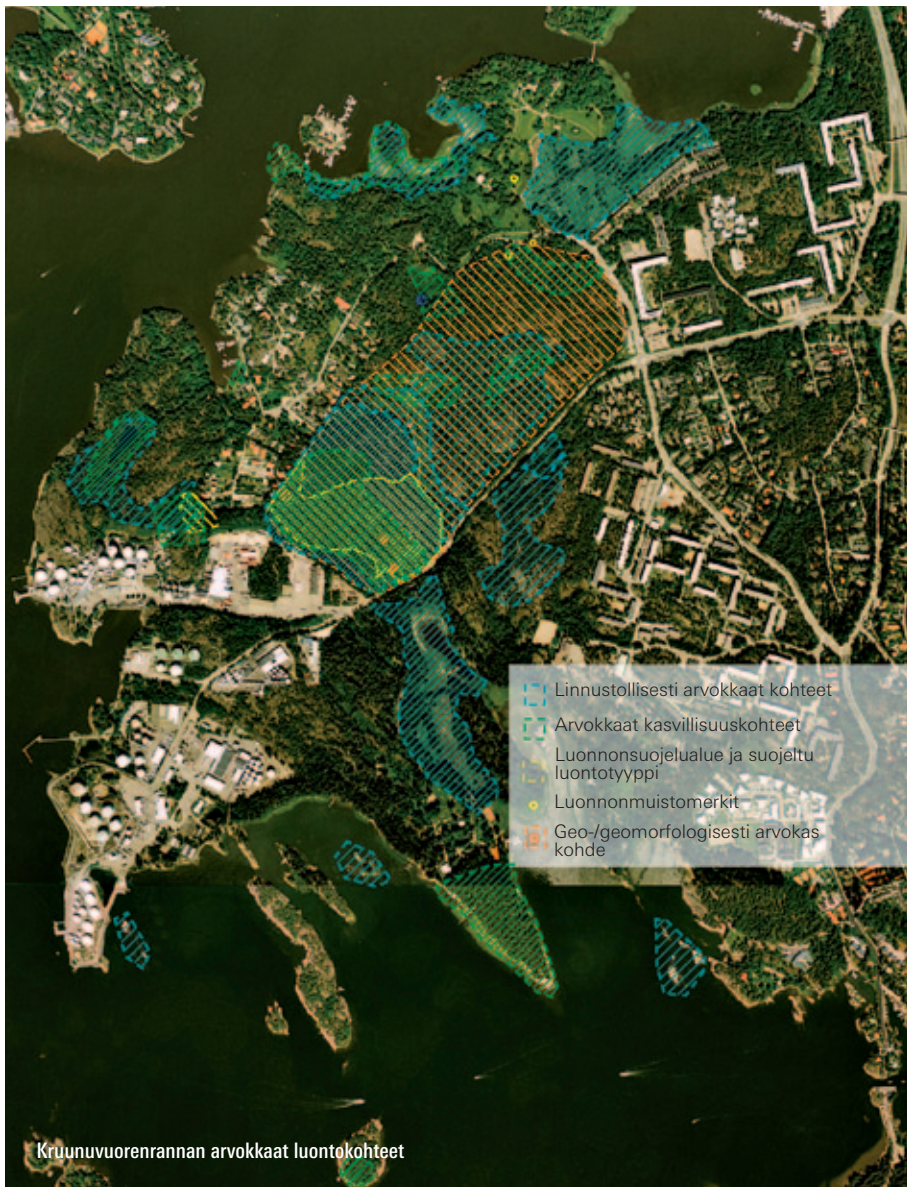 Linnustollisesti arvokkaat kohteet
Arvokkaat kasvillisuuskohteet
Luonnonsuojelualue ja suojeltu
luontotyyppi
Luonnonmuistomerkit
Geo-/geomorfologisesti arvokas
kohde
Kruunuvuorenrannan arvokkaat luontokohteet